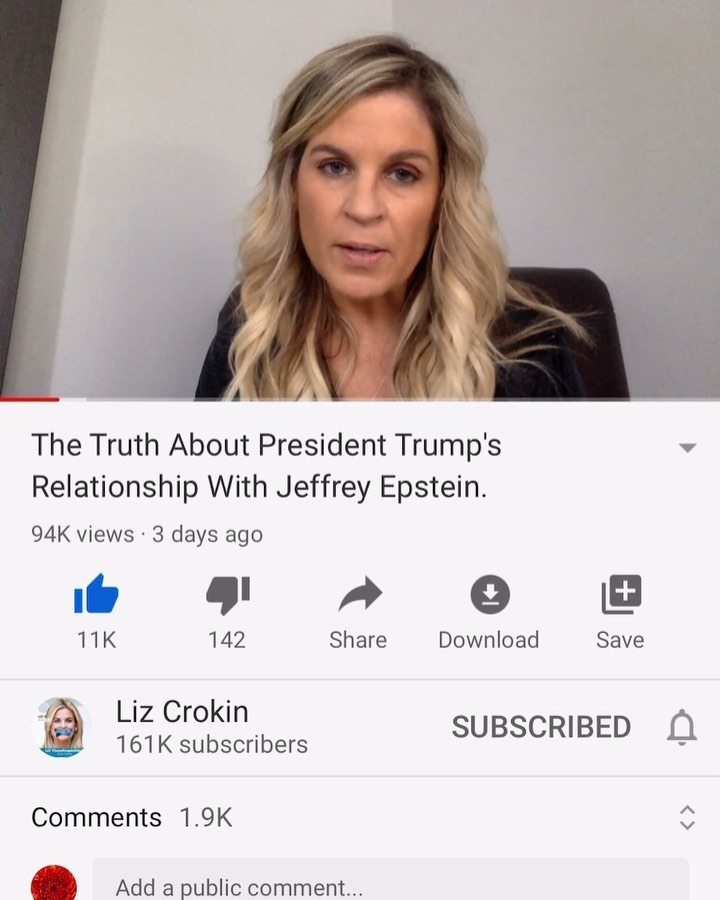 The Truth About President Trump's
Relationship With Jeffrey Epstein.
94K views · 3 days ago
11K
142
Share
Download
Save
Liz Crokin
161K subscribers
SUBSCRIBED
Comments 1.9K
Add a public comment...